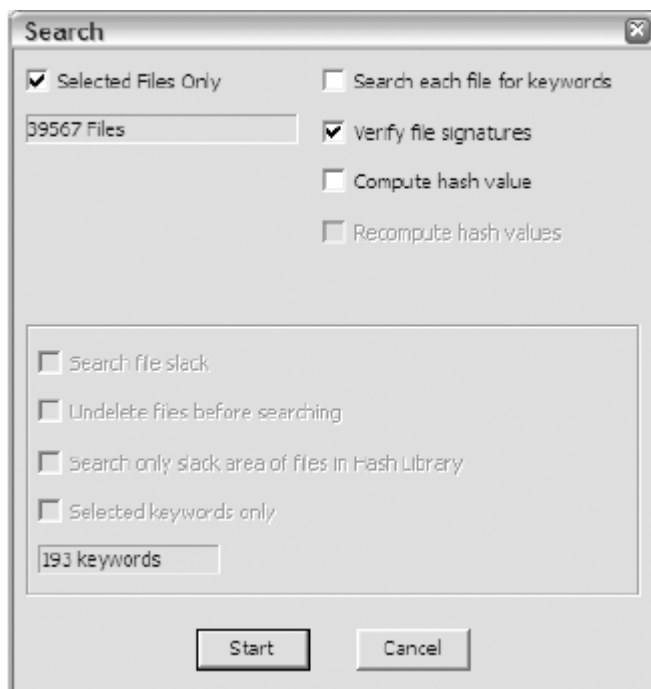 Search
Selected Files Only
39567 Files
Search each file for keywords
Verify file signatures
Compute hash value
Recompute hash values
Search file slack
Undelete files before searching
Search only slack area of files in Hash Library
Selected keywords only
193 keywords
Start
Cancel